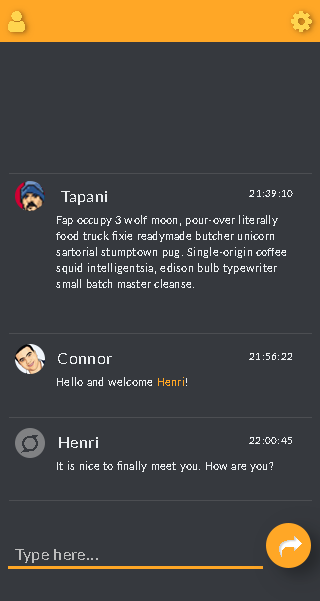 Tapani
21:39:10
Fap occupy 3 wolf moon, pour-over literally
food truck fixie readymade butcher unicorn
sartorial stumptown pug. Single-origin coffee
squid intelligentsia, edison bulb typewriter
small batch master cleanse.
Connor
21:56:22
Hello and welcome Henri!
Henri
22:00:45
It is nice to finally meet you. How are you?
Type here...